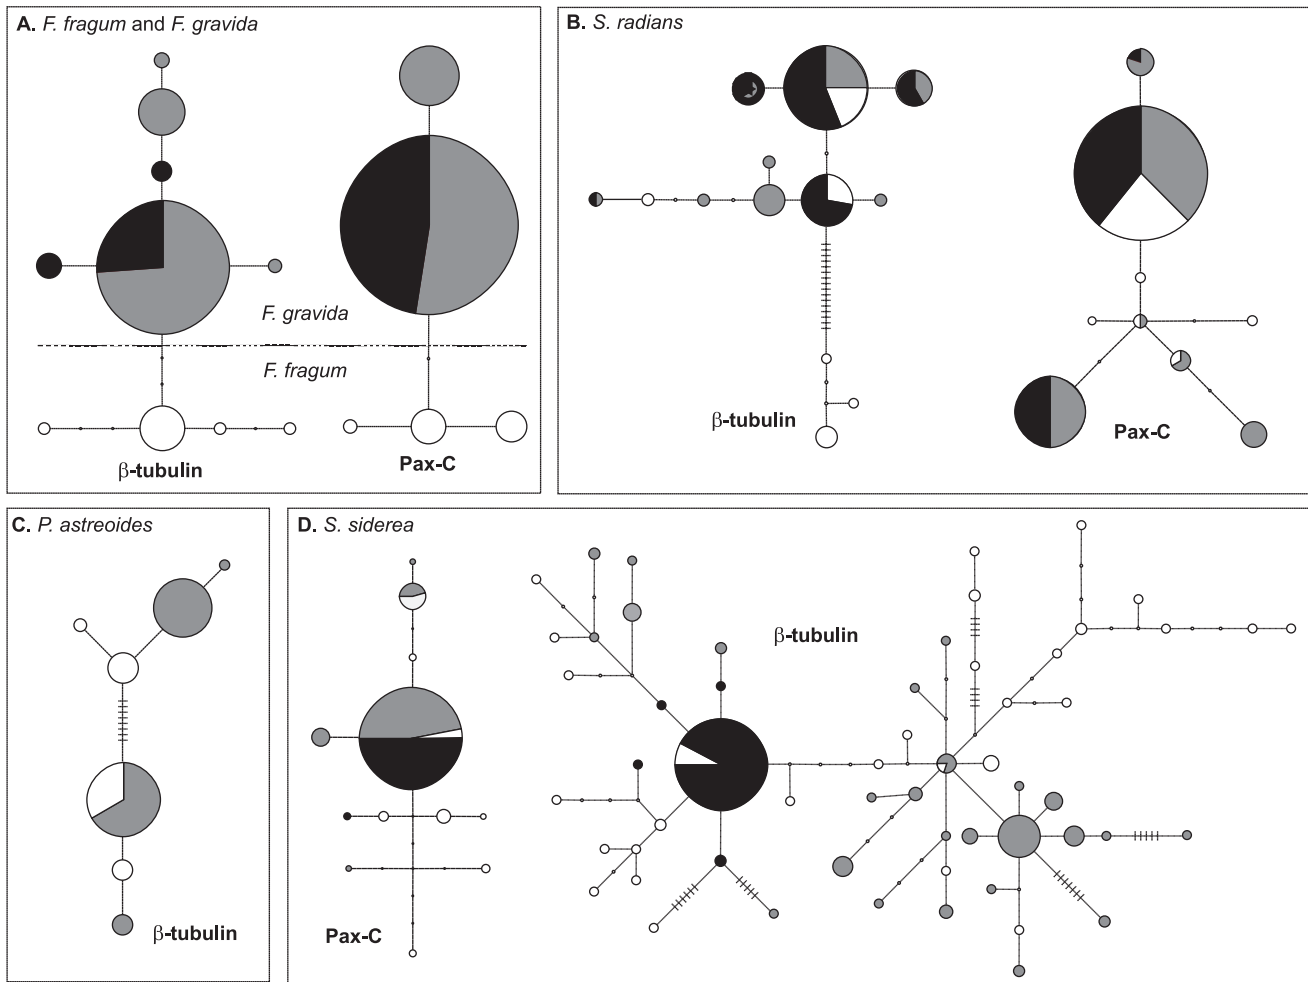 A. F. fragum and F. gravida
F. gravida
F. fragum
β-tubulin
Pax-C
B. S. radians
β-tubulin
Pax-C
C. P. astreoides
β-tubulin
D. S. siderea
β-tubulin
Pax-C